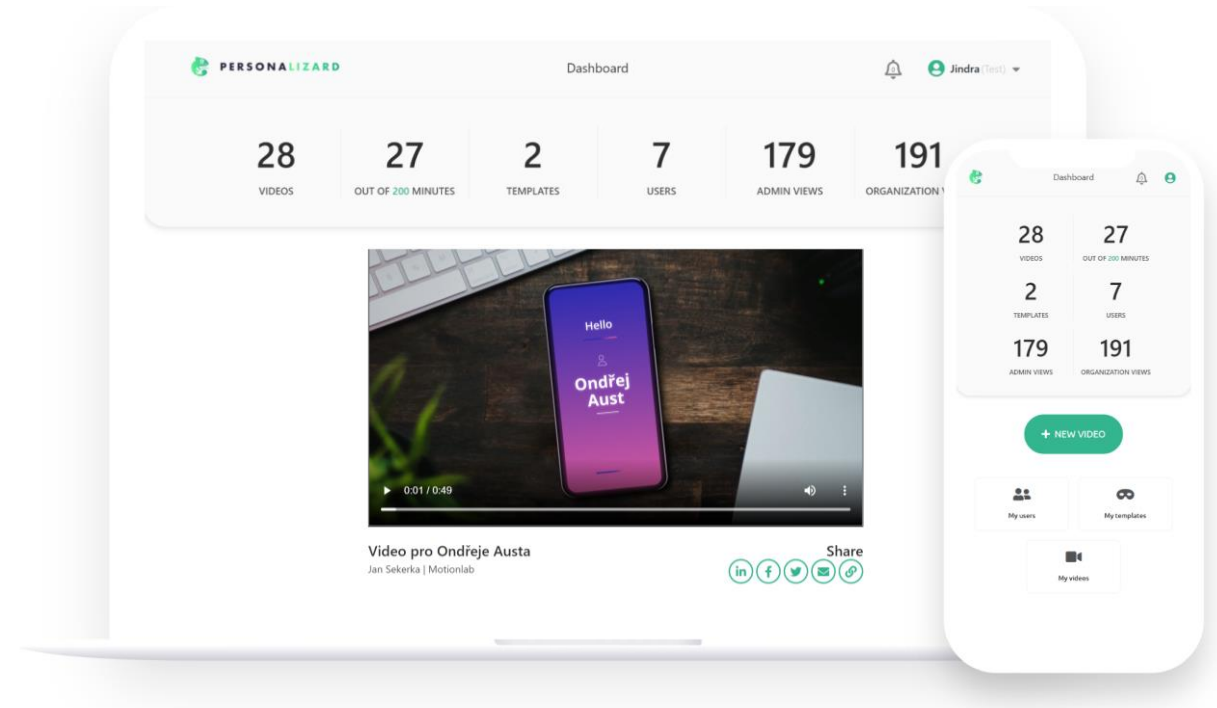 PERSONALIZARD
Dashboard
Jindra (Test)
28
27
2
7
179
191
VIDEOS
OUT OF 200 MINUTES
TEMPLATES
USERS
ADMIN VIEWS
ORGANIZATION
Hello
Ondřej
Aust
0:01 / 0:49
Video pro Ondřeje Austa
Share
Jan Sekerka | Motionlab
Dashboard
28
27
VIDEOS
OUT OF 200 MINUTES
2
7
TEMPLATES
USERS
179
191
ADMIN VIEWS
ORGANIZATION VIEWS
+ NEW VIDEO
My users
My templates
My videos